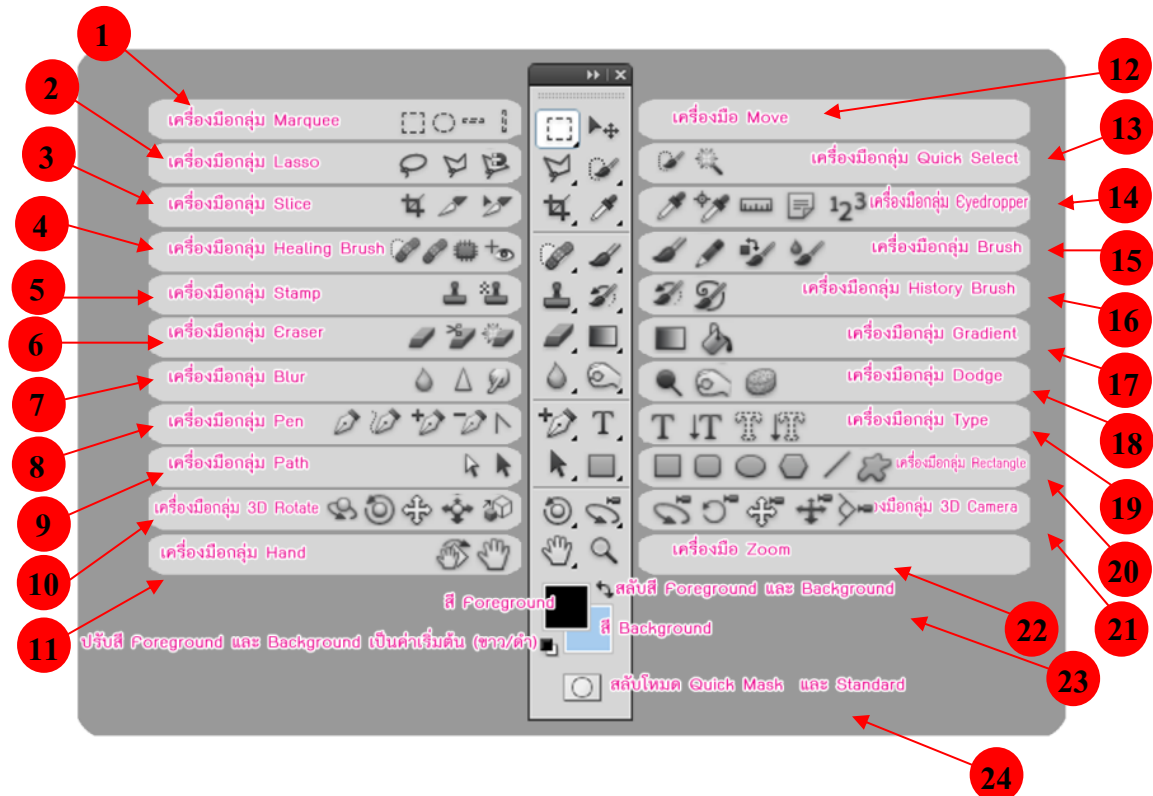 1
2
3
4
5
6
7
8
9
10
11
เครื่องมือกลุ่ม Marquee
เครื่องมือกลุ่ม Lasso
เครื่องมือกลุ่ม Slice
เครื่องมือกลุ่ม Healing Brush
เครื่องมือกลุ่ม Stamp
เครื่องมือกลุ่ม Eraser
เครื่องมือกลุ่ม Blur
เครื่องมือกลุ่ม Pen
เครื่องมือกลุ่ม Path
เครื่องมือกลุ่ม 3D Rotate
เครื่องมือกลุ่ม Hand
เครื่องมือ Move
เครื่องมือกลุ่ม Quick Select
เครื่องมือกลุ่ม Eyedropper
เครื่องมือกลุ่ม Brush
เครื่องมือกลุ่ม History Brush
เครื่องมือกลุ่ม Gradient
เครื่องมือกลุ่ม Dodge
เครื่องมือกลุ่ม Type
เครื่องมือกลุ่ม Rectangle
องมือกลุ่ม 3D Camera
เครื่องมือ Zoom
สี Foreground
สลับสี Foreground และ Background
สี Background
ปรับสี Foreground และ Background เป็นค่าเริ่มต้น (ขาว/ดำ)
สลับโหมด Quick Mask และ Standard
12
13
14
15
16
17
18
19
20
21
22
23
24